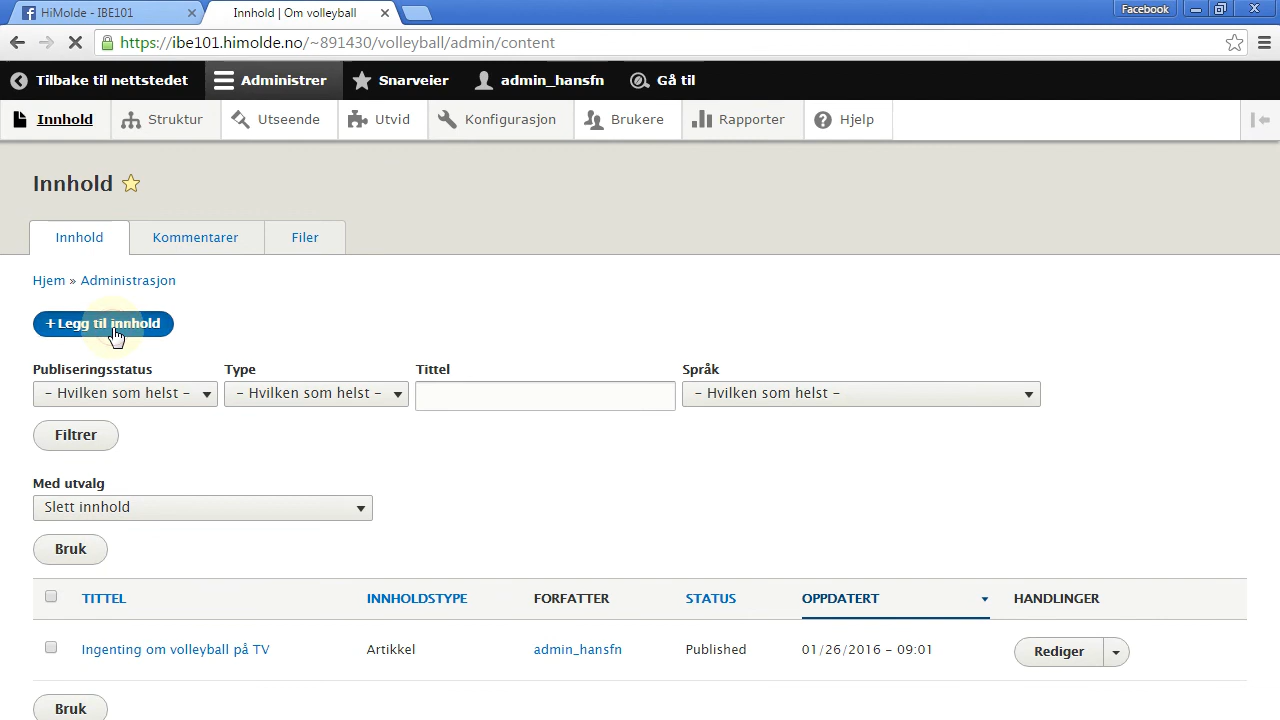 HiMolde - IBE101
Innhold | Om volleyball
Facebook
https://ibe101.himolde.no/~891430/volleyball/admin/content
Tilbake til nettstedet Administrer Snarveier admin_hansfn Gå til
Innhold Struktur Utseende Utvid Konfigurasjon Brukere Rapporter Hjelp
Innhold
Innhold Kommentarer Filer
Hjem » Administrasjon
+ Legg til innhold
Publiseringsstatus Type Tittel Språk
- Hvilken som helst - - Hvilken som helst - - Hvilken som helst -
Filtrer
Med utvalg
Slett innhold
Bruk
TITTEL INNHOLDSTYPE FORFATTER STATUS OPPDATERT HANDLINGER
Ingenting om volleyball på TV Artikkel admin_hansfn Published 01/26/2016 - 09:01 Rediger
Bruk